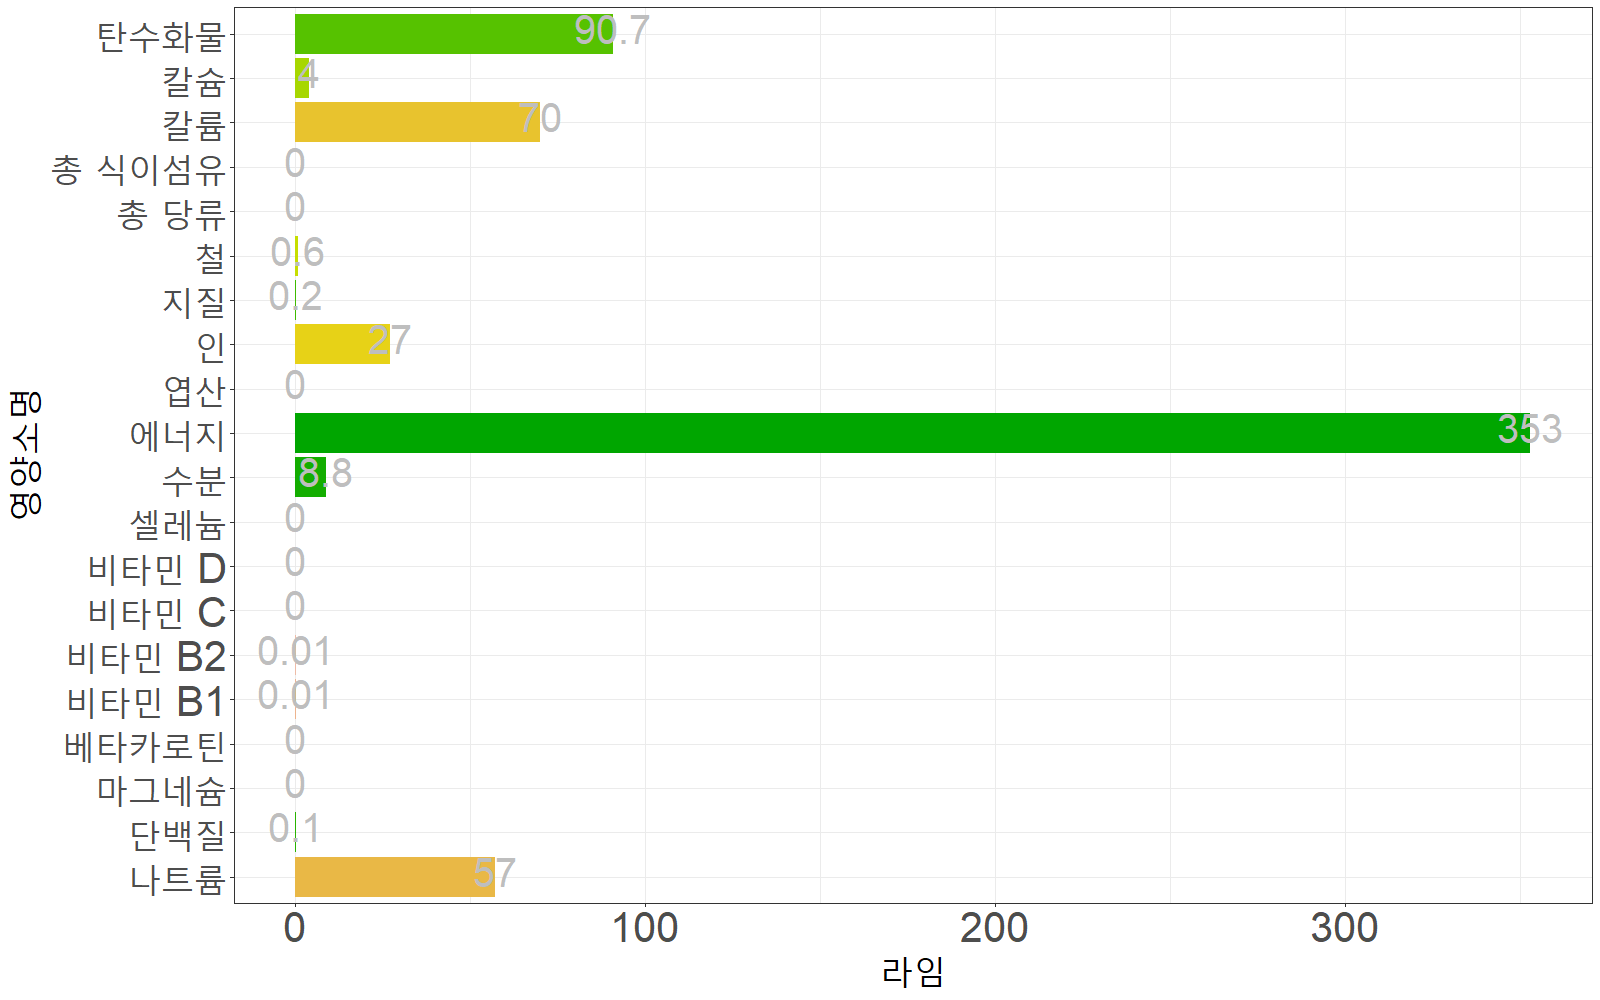 탄수화물 90.7
칼슘 4
칼륨 70
총 식이섬유 0
총 당류 0
철 0.6
지질 0.2
인 27
엽산 0
에너지 353
수분 8.8
셀레늄 0
비타민 D 0
비타민 C 0
비타민 B2 0.01
비타민 B1 0.01
베타카로틴 0
마그네슘 0
단백질 0.1
나트륨 57
영양소명
0 100 200 300
라임